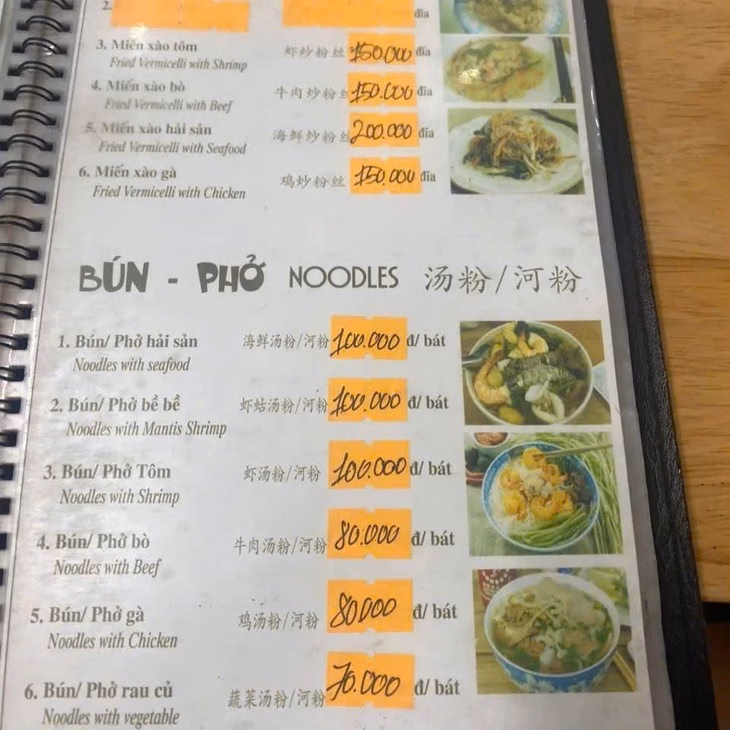 2.
đĩa
3. Miến xào tôm 虾炒粉丝 150.000 đĩa
Fried Vermicelli with Shrimp
4. Miến xào bò 牛肉炒粉丝 150.000 đĩa
Fried Vermicelli with Beef
5. Miến xào hải sản 海鲜炒粉丝 200.000 đĩa
Fried Vermicelli with Seafood
6. Miến xào gà 鸡炒粉丝 150.000 đĩa
Fried Vermicelli with Chicken
BÚN - PHỞ NOODLES 汤粉/河粉
1. Bún/ Phở hải sản 海鲜汤粉/河粉 100.000 đ/ bát
Noodles with seafood
2. Bún/ Phở bề bề 虾蛄汤粉/河粉 100.000 đ/ bát
Noodles with Mantis Shrimp
3. Bún/ Phở Tôm 虾汤粉/河粉 100.000 đ/ bát
Noodles with Shrimp
4. Bún/ Phở bò 牛肉汤粉/河粉 80.000 đ/ bát
Noodles with Beef
5. Bún/ Phở gà 鸡汤粉/河粉 80000 đ/ bát
Noodles with Chicken
6. Bún/ Phở rau củ 蔬菜汤粉/河粉 70.000 đ/ bát
Noodles with vegetable